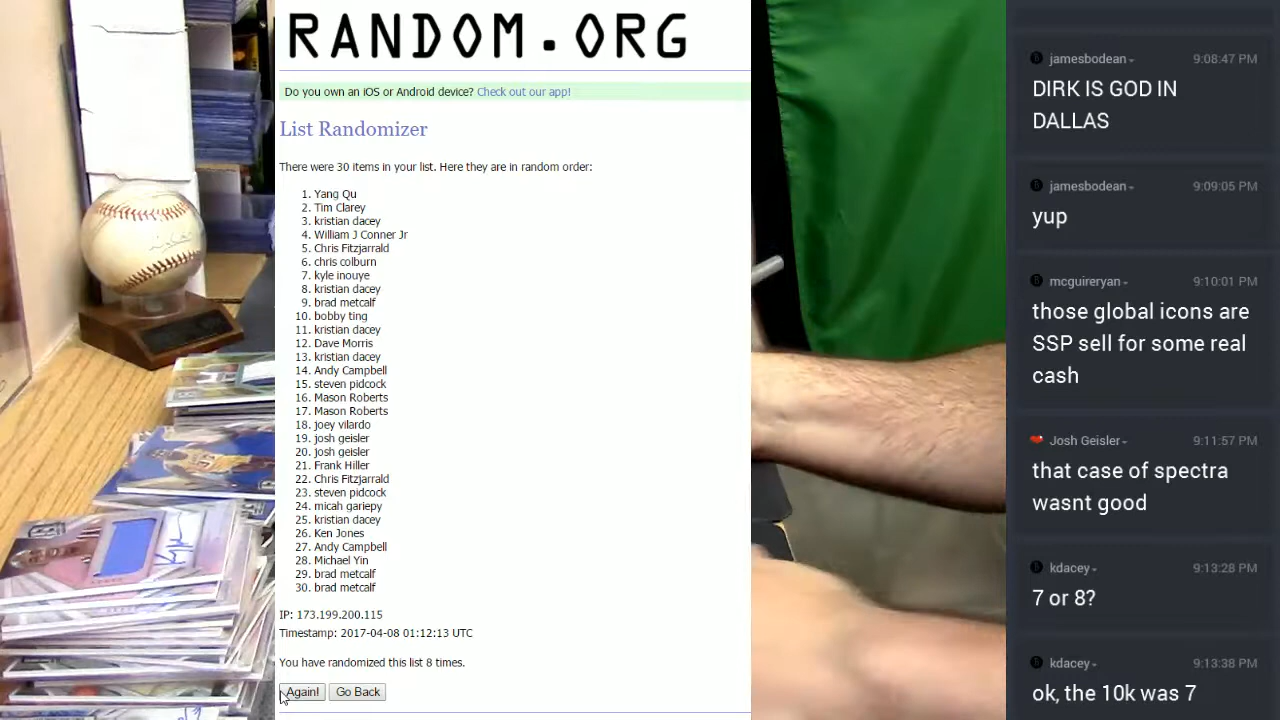 RANDOM.ORG
Do you own an iOS or Android device? Check out our app!
List Randomizer
There were 30 items in your list. Here they are in random order:
1. Yang Qu
2. Tim Clarey
3. kristian dacey
4. William J Conner Jr
5. Chris Fitzjarrald
6. chris colburn
7. kyle inouye
8. kristian dacey
9. brad metcalf
10. bobby ting
11. kristian dacey
12. Dave Morris
13. kristian dacey
14. Andy Campbell
15. steven pidcock
16. Mason Roberts
17. Mason Roberts
18. joey vilardo
19. josh geisler
20. josh geisler
21. Frank Hiller
22. Chris Fitzjarrald
23. steven pidcock
24. micah gariepy
25. kristian dacey
26. Ken Jones
27. Andy Campbell
28. Michael Yin
29. brad metcalf
30. brad metcalf
IP: 173.199.200.115
Timestamp: 2017-04-08 01:12:13 UTC
You have randomized this list 8 times.
Again! Go Back
jamesbodean 9:08:47 PM
DIRK IS GOD IN
DALLAS
jamesbodean 9:09:05 PM
yup
mcguireryan 9:10:01 PM
those global icons are
SSP sell for some real
cash
Josh Geisler 9:11:57 PM
that case of spectra
wasnt good
kdacey 9:13:28 PM
7 or 8?
kdacey 9:13:38 PM
ok, the 10k was 7